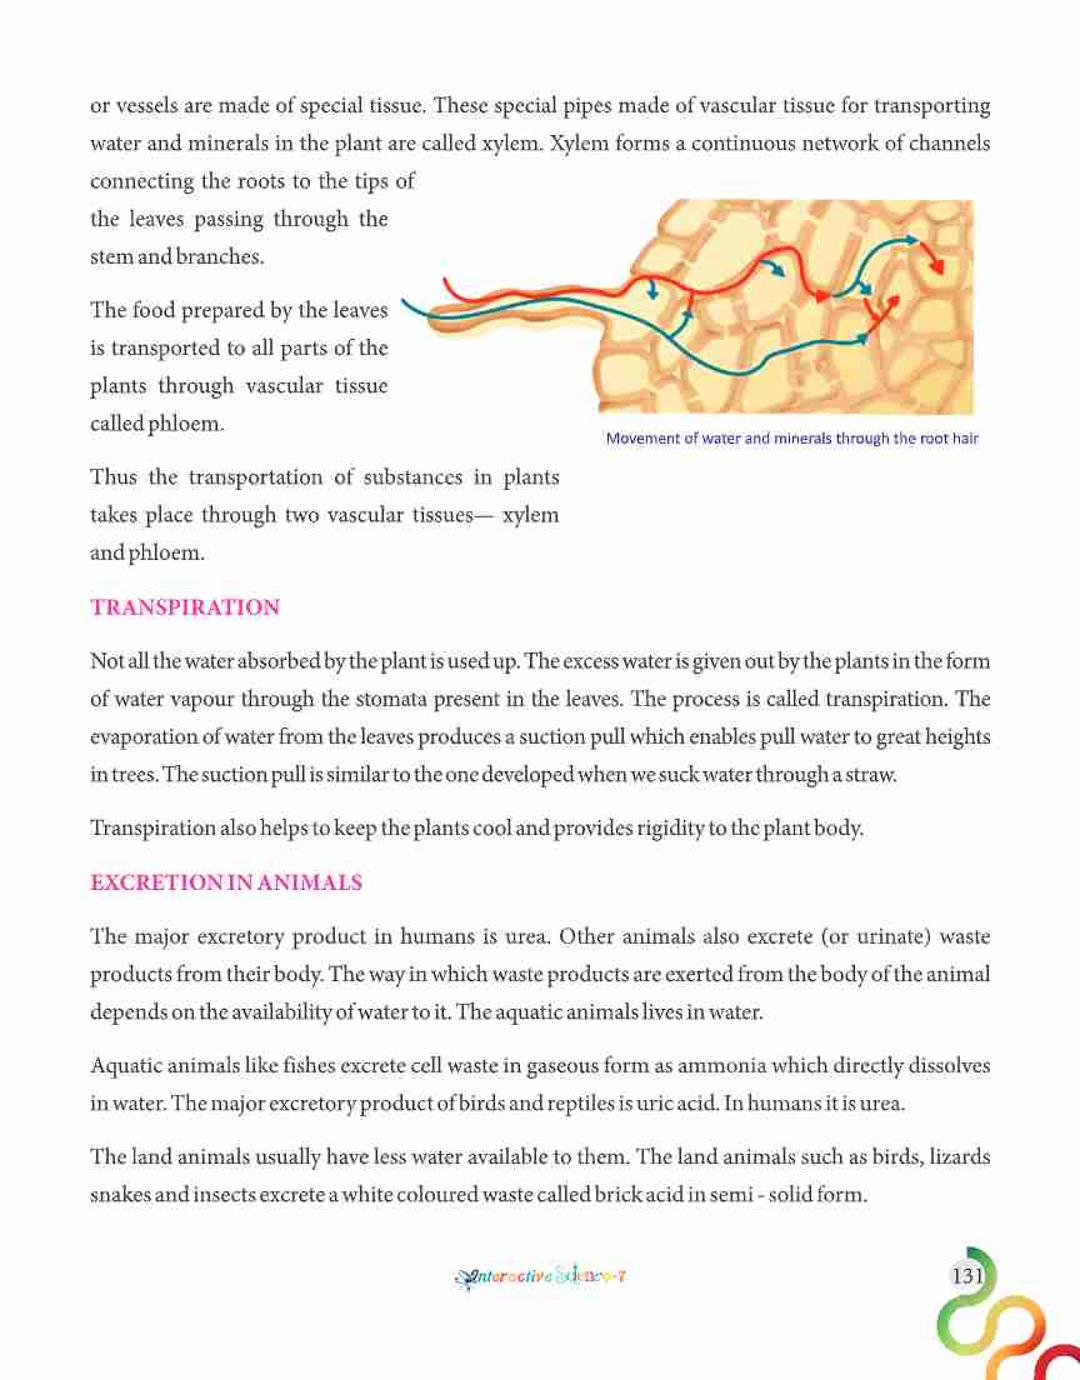 or vessels are made of special tissue. These special pipes made of vascular tissue for transporting
water and minerals in the plant are called xylem. Xylem forms a continuous network of channels
connecting the roots to the tips of
the leaves passing through the
stem and branches.
The food prepared by the leaves
is transported to all parts of the
plants through vascular tissue
called phloem.
Movement of water and minerals through the root hair
Thus the transportation of substances in plants
takes place through two vascular tissues— xylem
and phloem.
TRANSPIRATION
Not all the water absorbed by the plant is used up. The excess water is given out by the plants in the form
of water vapour through the stomata present in the leaves. The process is called transpiration. The
evaporation of water from the leaves produces a suction pull which enables pull water to great heights
in trees. The suction pull is similar to the one developed when we suck water through a straw.
Transpiration also helps to keep the plants cool and provides rigidity to the plant body.
EXCRETION IN ANIMALS
The major excretory product in humans is urea. Other animals also excrete (or urinate) waste
products from their body. The way in which waste products are exerted from the body of the animal
depends on the availability of water to it. The aquatic animals lives in water.
Aquatic animals like fishes excrete cell waste in gaseous form as ammonia which directly dissolves
in water. The major excretory product of birds and reptiles is uric acid. In humans it is urea.
The land animals usually have less water available to them. The land animals such as birds, lizards
snakes and insects excrete a white coloured waste called brick acid in semi - solid form.
Interactive Science-7
131